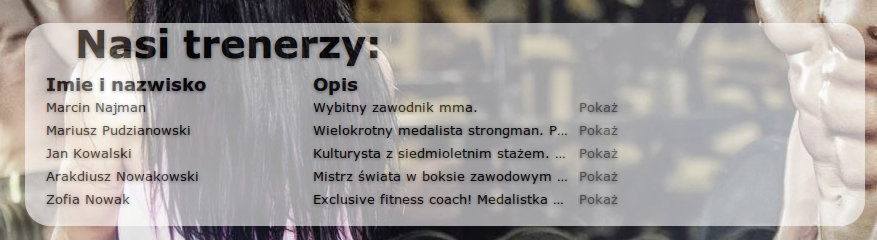 Nasi trenerzy:
Imie i nazwisko Opis
Marcin Najman Wybitny zawodnik mma. Pokaż
Mariusz Pudzianowski Wielokrotny medalista strongman. P... Pokaż
Jan Kowalski Kulturysta z siedmioletnim stażem. ... Pokaż
Arakdiusz Nowakowski Mistrz świata w boksie zawodowym ... Pokaż
Zofia Nowak Exclusive fitness coach! Medalistka ... Pokaż